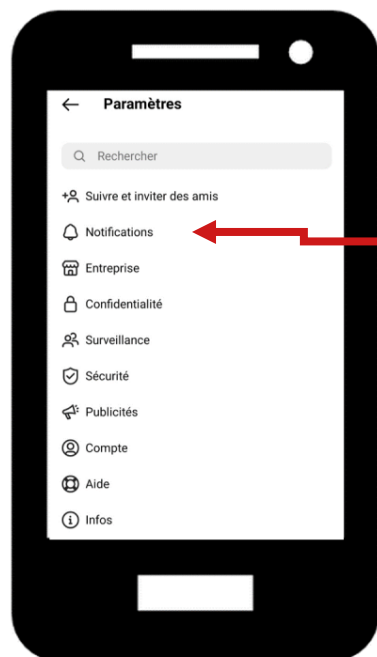 Paramètres
Rechercher
Suivre et inviter des amis
Notifications
Entreprise
Confidentialité
Surveillance
Sécurité
Publicités
Compte
Aide
Infos